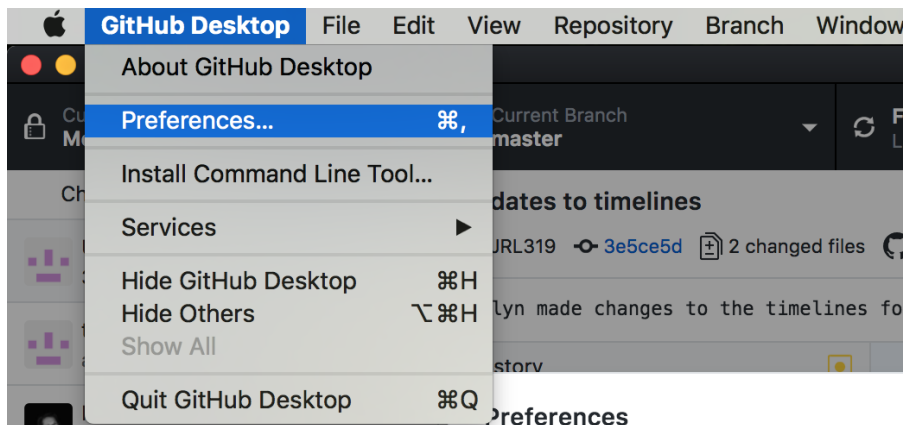 GitHub Desktop File Edit View Repository Branch Window
About GitHub Desktop
Preferences... ⌘,
Install Command Line Tool...
Services ▶
Hide GitHub Desktop ⌘H
Hide Others ⌥⌘H
Show All
Quit GitHub Desktop ⌘Q
Current Branch
master
dates to timelines
JRL319 3e5ce5d 2 changed files
lyn made changes to the timelines fo
story
Preferences